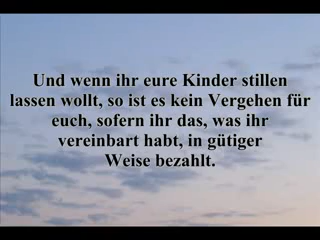 Und wenn ihr eure Kinder stillen
lassen wollt, so ist es kein Vergehen für
euch, sofern ihr das, was ihr
vereinbart habt, in gütiger
Weise bezahlt.